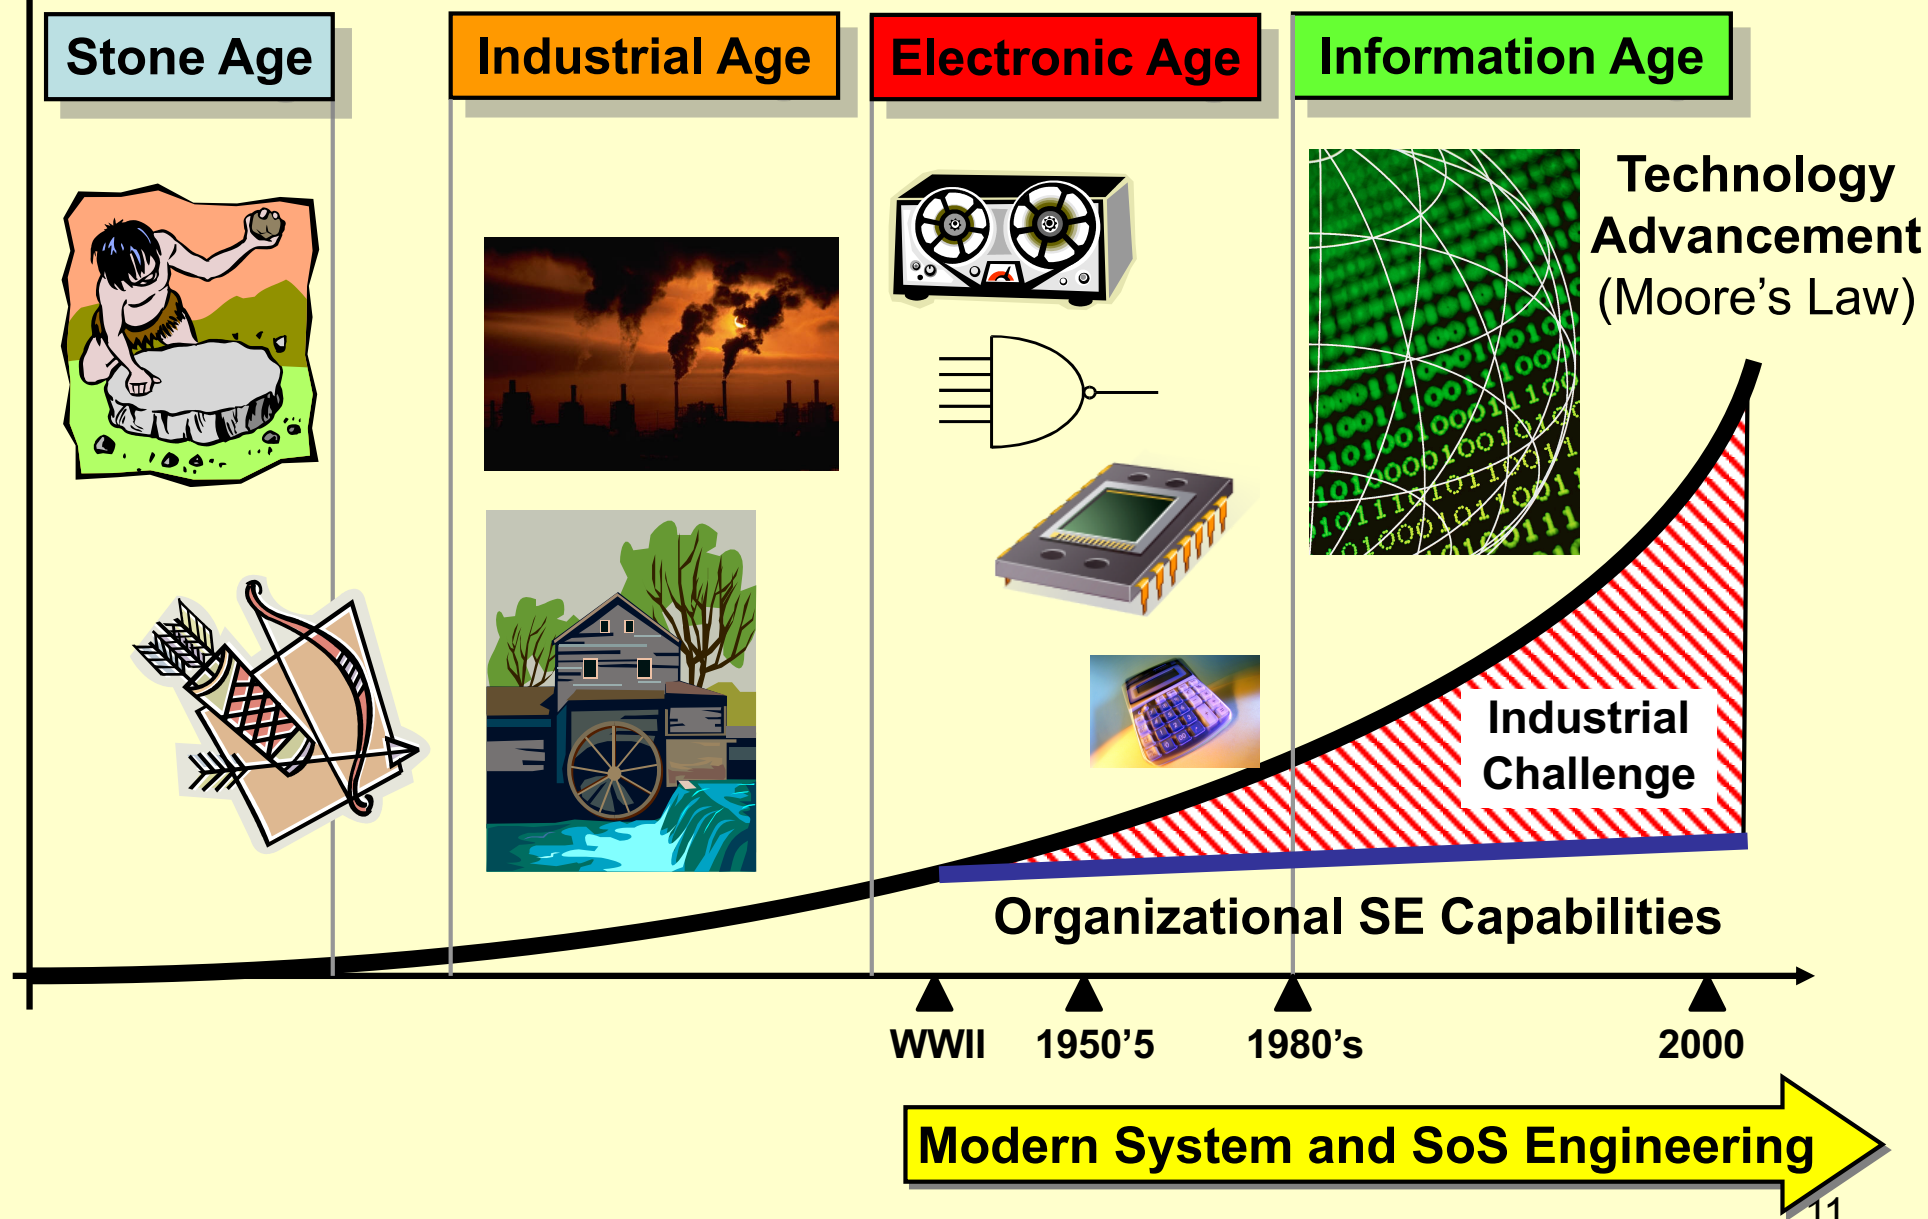 Stone Age
Industrial Age
Electronic Age
Information Age
Technology
Advancement
(Moore’s Law)
Industrial
Challenge
Organizational SE Capabilities
WWII
1950’5
1980’s
2000
Modern System and SoS Engineering
11